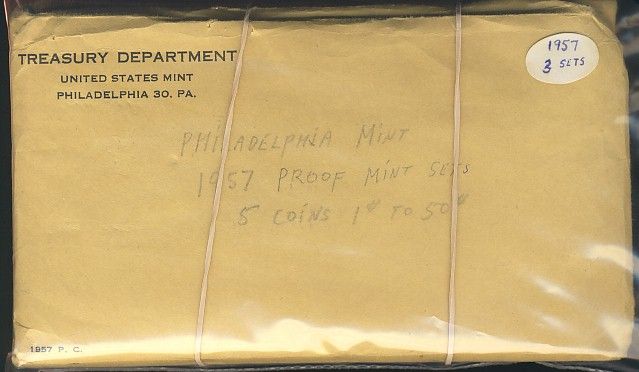 TREASURY DEPARTMENT
UNITED STATES MINT
PHILADELPHIA 30, PA.
1957
3 SETS
PHILADELPHIA MINT
1957 PROOF MINT SETS
5 COINS 1¢ TO 50¢
1957 P. C.